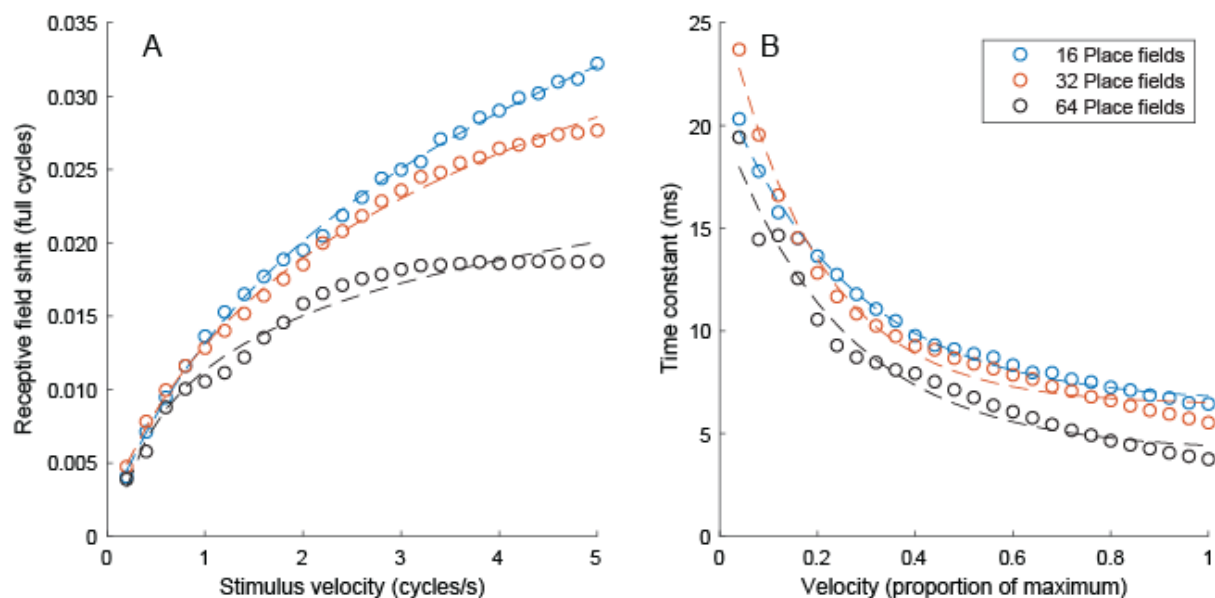 A
0.035
0.030
0.025
0.020
0.015
0.010
0.005
0
0
1
2
3
4
5
Receptive field shift (full cycles)
Stimulus velocity (cycles/s)
B
25
20
15
10
5
0
0
0.2
0.4
0.6
0.8
1
Time constant (ms)
Velocity (proportion of maximum)
16 Place fields
32 Place fields
64 Place fields